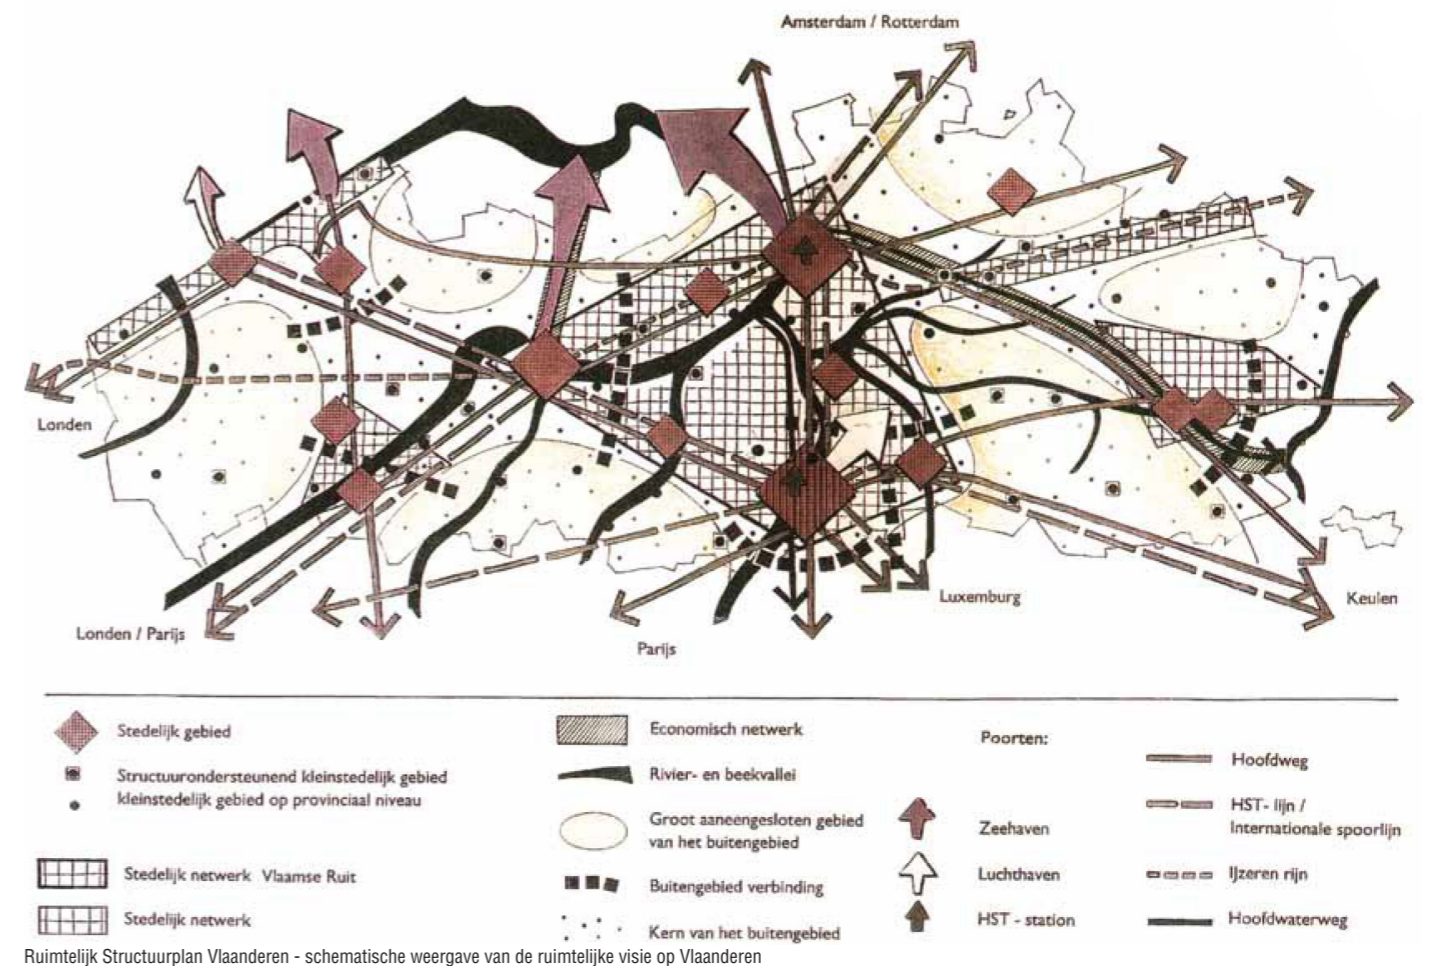 Amsterdam / Rotterdam
Londen
Luxemburg
Keulen
Londen / Parijs
Parijs
Stedelijk gebied
Structuurondersteunend kleinstedelijk gebied
kleinstedelijk gebied op provinciaal niveau
Stedelijk netwerk Vlaamse Ruit
Stedelijk netwerk
Economisch netwerk
Rivier- en beekvallei
Groot aaneengesloten gebied
van het buitengebied
Buitengebied verbinding
Kern van het buitengebied
Poorten:
Zeehaven
Luchthaven
HST - station
Hoofdweg
HST- lijn /
Internationale spoorlijn
IJzeren rijn
Hoofdwaterweg
Ruimtelijk Structuurplan Vlaanderen - schematische weergave van de ruimtelijke visie op Vlaanderen